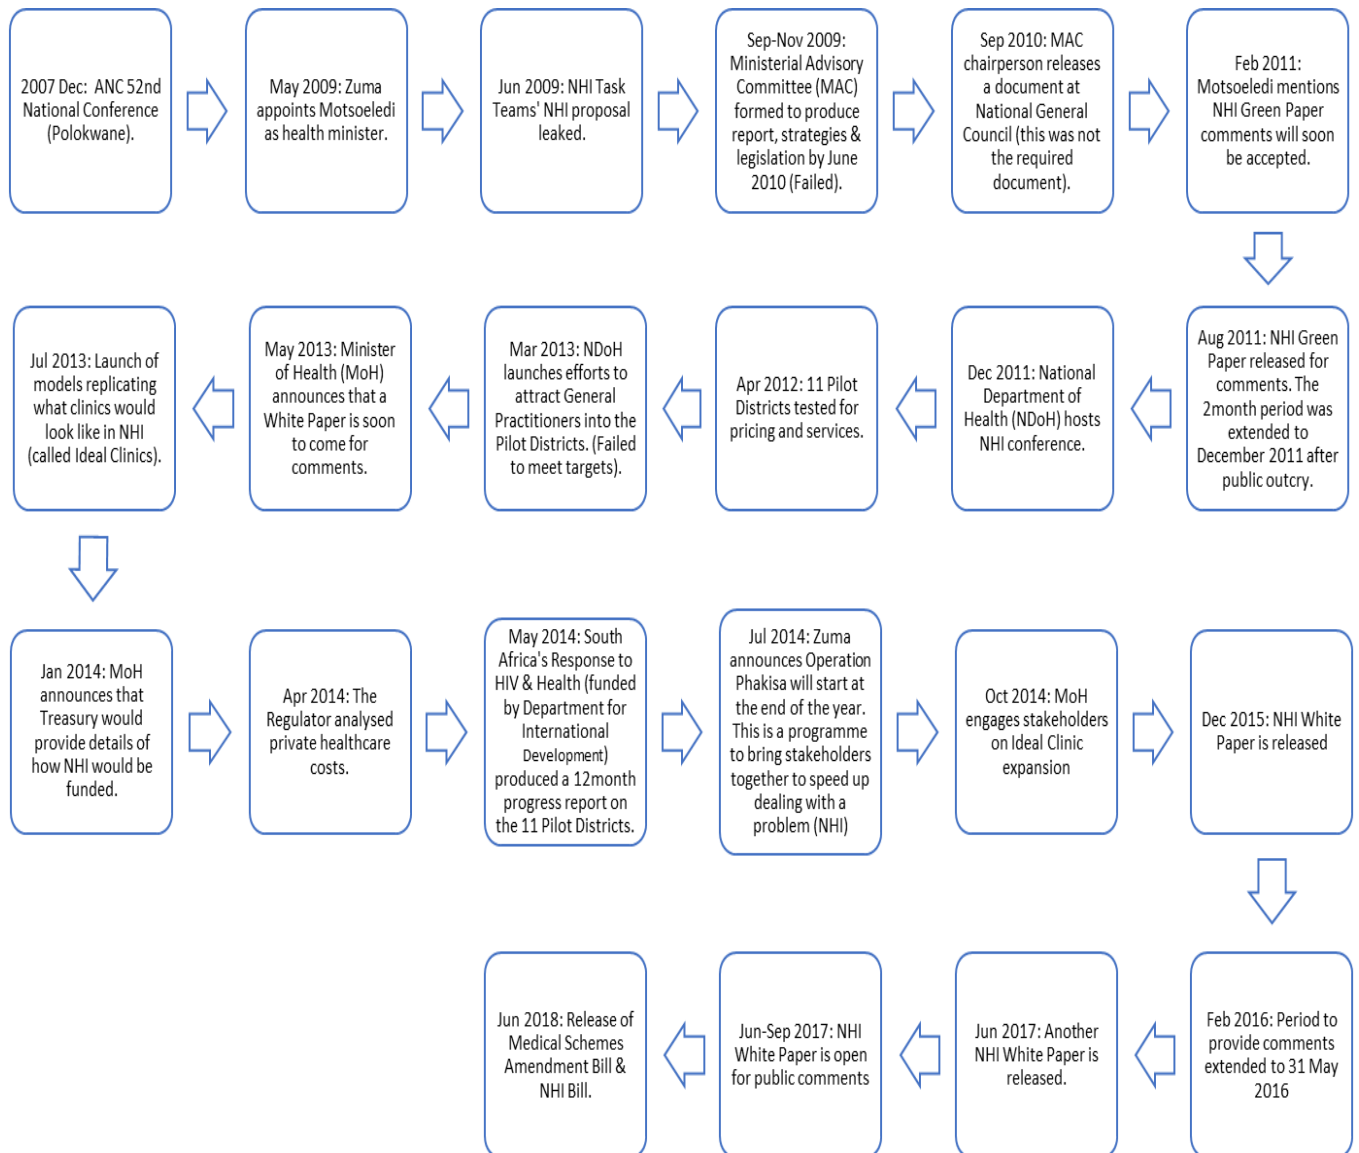 2007 Dec: ANC 52nd
National Conference
(Polokwane).
May 2009: Zuma
appoints Motsoeledi
as health minister.
Jun 2009: NHI Task
Teams' NHI proposal
leaked.
Sep-Nov 2009:
Ministerial Advisory
Committee (MAC)
formed to produce
report, strategies &
legislation by June
2010 (Failed).
Sep 2010: MAC
chairperson releases
a document at
National General
Council (this was not
the required
document).
Feb 2011:
Motsoeledi mentions
NHI Green Paper
comments will soon
be accepted.
Aug 2011: NHI Green
Paper released for
comments. The
2month period was
extended to
December 2011 after
public outcry.
Dec 2011: National
Department of
Health (NDoH) hosts
NHI conference.
Apr 2012: 11 Pilot
Districts tested for
pricing and services.
Mar 2013: NDoH
launches efforts to
attract General
Practitioners into the
Pilot Districts. (Failed
to meet targets).
May 2013: Minister
of Health (MoH)
announces that a
White Paper is soon
to come for
comments.
Jul 2013: Launch of
models replicating
what clinics would
look like in NHI
(called Ideal Clinics).
Jan 2014: MoH
announces that
Treasury would
provide details of
how NHI would be
funded.
Apr 2014: The
Regulator analysed
private healthcare
costs.
May 2014: South
Africa's Response to
HIV & Health (funded
by Department for
International
Development)
produced a 12month
progress report on
the 11 Pilot Districts.
Jul 2014: Zuma
announces Operation
Phakisa will start at
the end of the year.
This is a programme
to bring stakeholders
together to speed up
dealing with a
problem (NHI)
Oct 2014: MoH
engages stakeholders
on Ideal Clinic
expansion
Dec 2015: NHI White
Paper is released
Feb 2016: Period to
provide comments
extended to 31 May
2016
Jun 2017: Another
NHI White Paper is
released.
Jun-Sep 2017: NHI
White Paper is open
for public comments
Jun 2018: Release of
Medical Schemes
Amendment Bill &
NHI Bill.